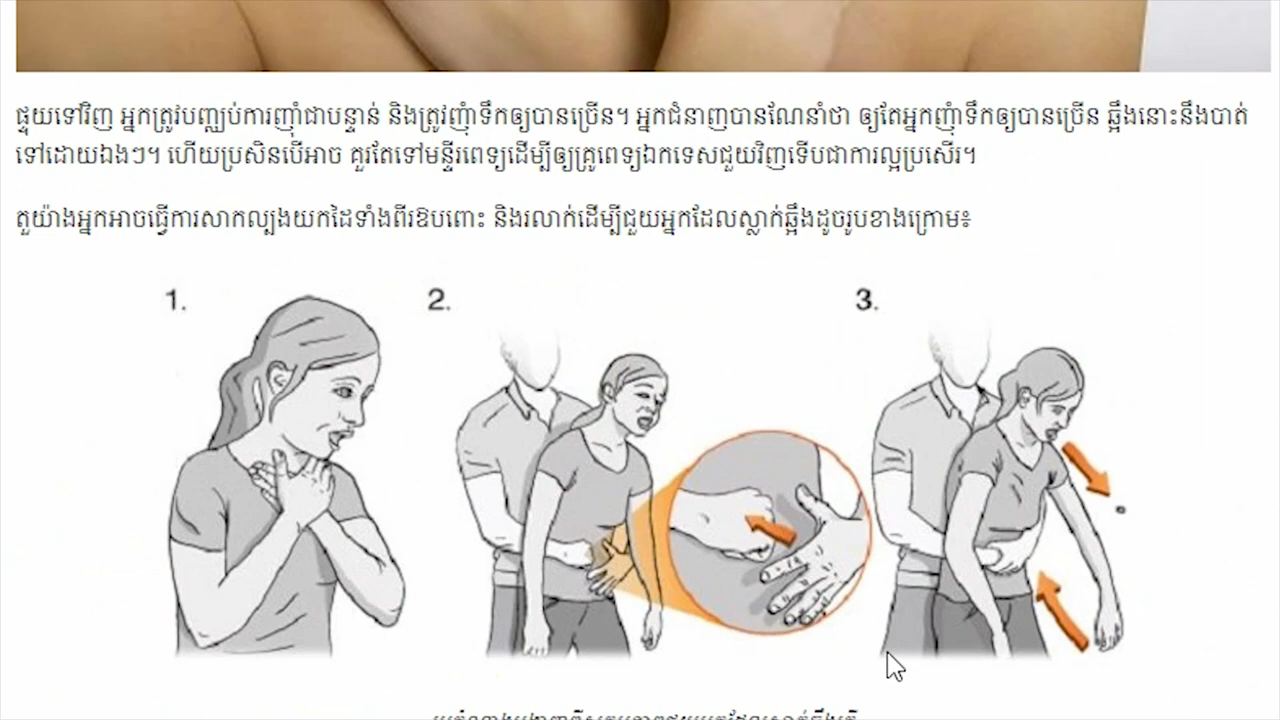 ផ្ទុយទៅវិញ អ្នកត្រូវបញ្ឈប់ការញ៉ាំជាបន្ទាន់ និងត្រូវញ៉ុំទឹកឲ្យបានច្រើន។ អ្នកជំនាញបានណែនាំថា ឲ្យតែអ្នកញ៉ុំទឹកឲ្យបានច្រើន ឆ្អឹងនោះនឹងបាត់
ទៅដោយឯងៗ។ ហើយប្រសិនបើអាច គួរតែទៅមន្ទីរពេទ្យដើម្បីឲ្យគ្រូពេទ្យឯកទេសជួយវិញទើបជាការល្អប្រសើរ។
តួយ៉ាងអ្នកអាចធ្វើការសាកល្បងយកដៃទាំងពីរឱបពោះ និងរលាក់ដើម្បីជួយអ្នកដែលស្លាក់ឆ្អឹងដូចរូបខាងក្រោម៖
1. 2. 3.